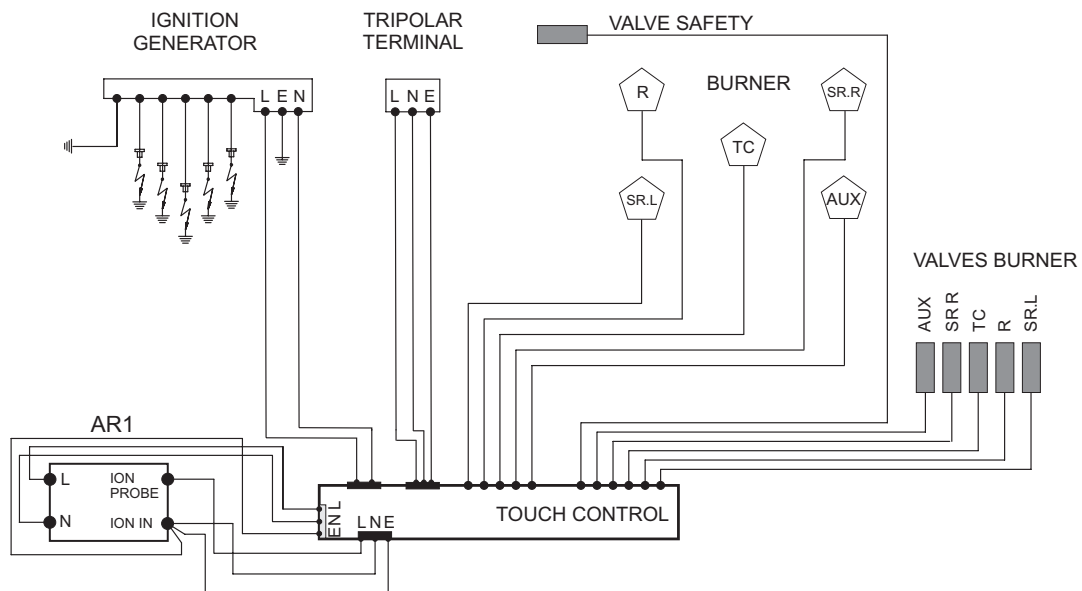 IGNITION
GENERATOR
TRIPOLAR
TERMINAL
VALVE SAFETY
L E N
L N E
R
BURNER
SR.R
TC
SR.L
AUX
VALVES BURNER
AUX
SR R
TC
R
SR.L
AR1
L
ION
PROBE
N
ION IN
E N L
L N E
TOUCH CONTROL